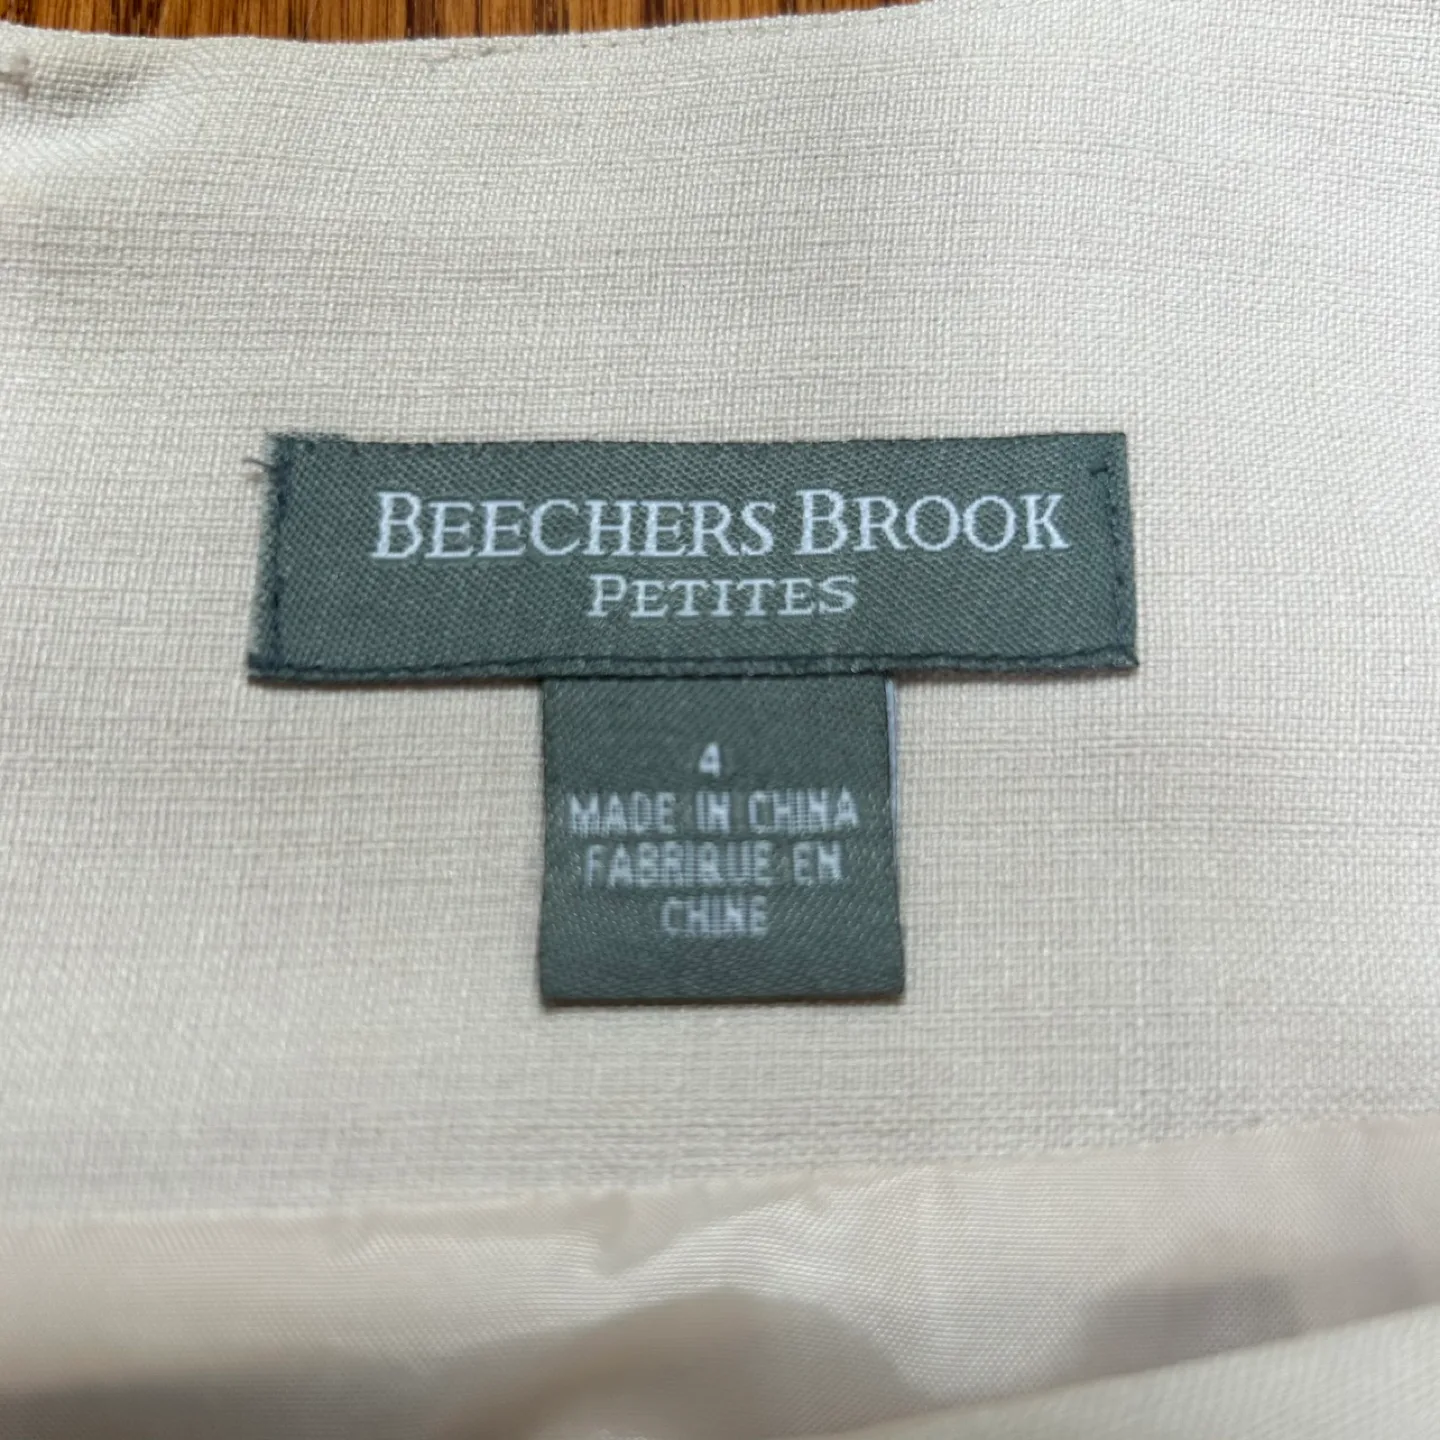 BEECHERS BROOK
PETITES
4
MADE IN CHINA
FABRIQUE EN
CHINE